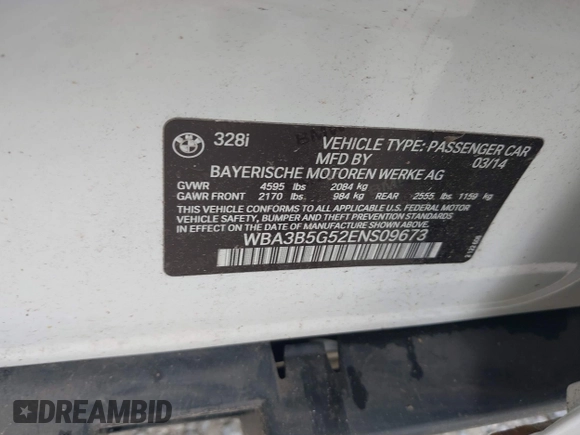 328i VEHICLE TYPE:-PASSENGER CAR
MFD BY 03/14
BAYERISCHE MOTOREN WERKE AG
GVWR 4595 lbs 2084 kg
GAWR FRONT 2170 lbs 984 kg REAR 2555 lbs 1159 kg
THIS VEHICLE CONFORMS TO ALL APPLICABLE U.S. FEDERAL MOTOR
VEHICLE SAFETY, BUMPER AND THEFT PREVENTION STANDARDS
IN EFFECT ON THE DATE OF MANUFACTURE SHOWN ABOVE.
WBA3B5G52ENS09673
DREAMBID